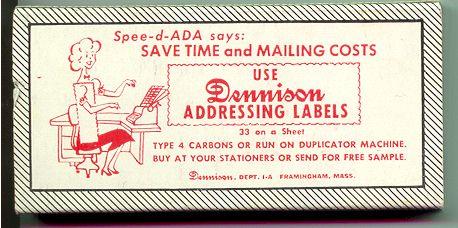 Spee-d-ADA says:
SAVE TIME and MAILING COSTS
USE
Dennison
ADDRESSING LABELS
33 on a Sheet
TYPE 4 CARBONS OR RUN ON DUPLICATOR MACHINE.
BUY AT YOUR STATIONERS OR SEND FOR FREE SAMPLE.
Dennison, DEPT. I-A FRAMINGHAM, MASS.